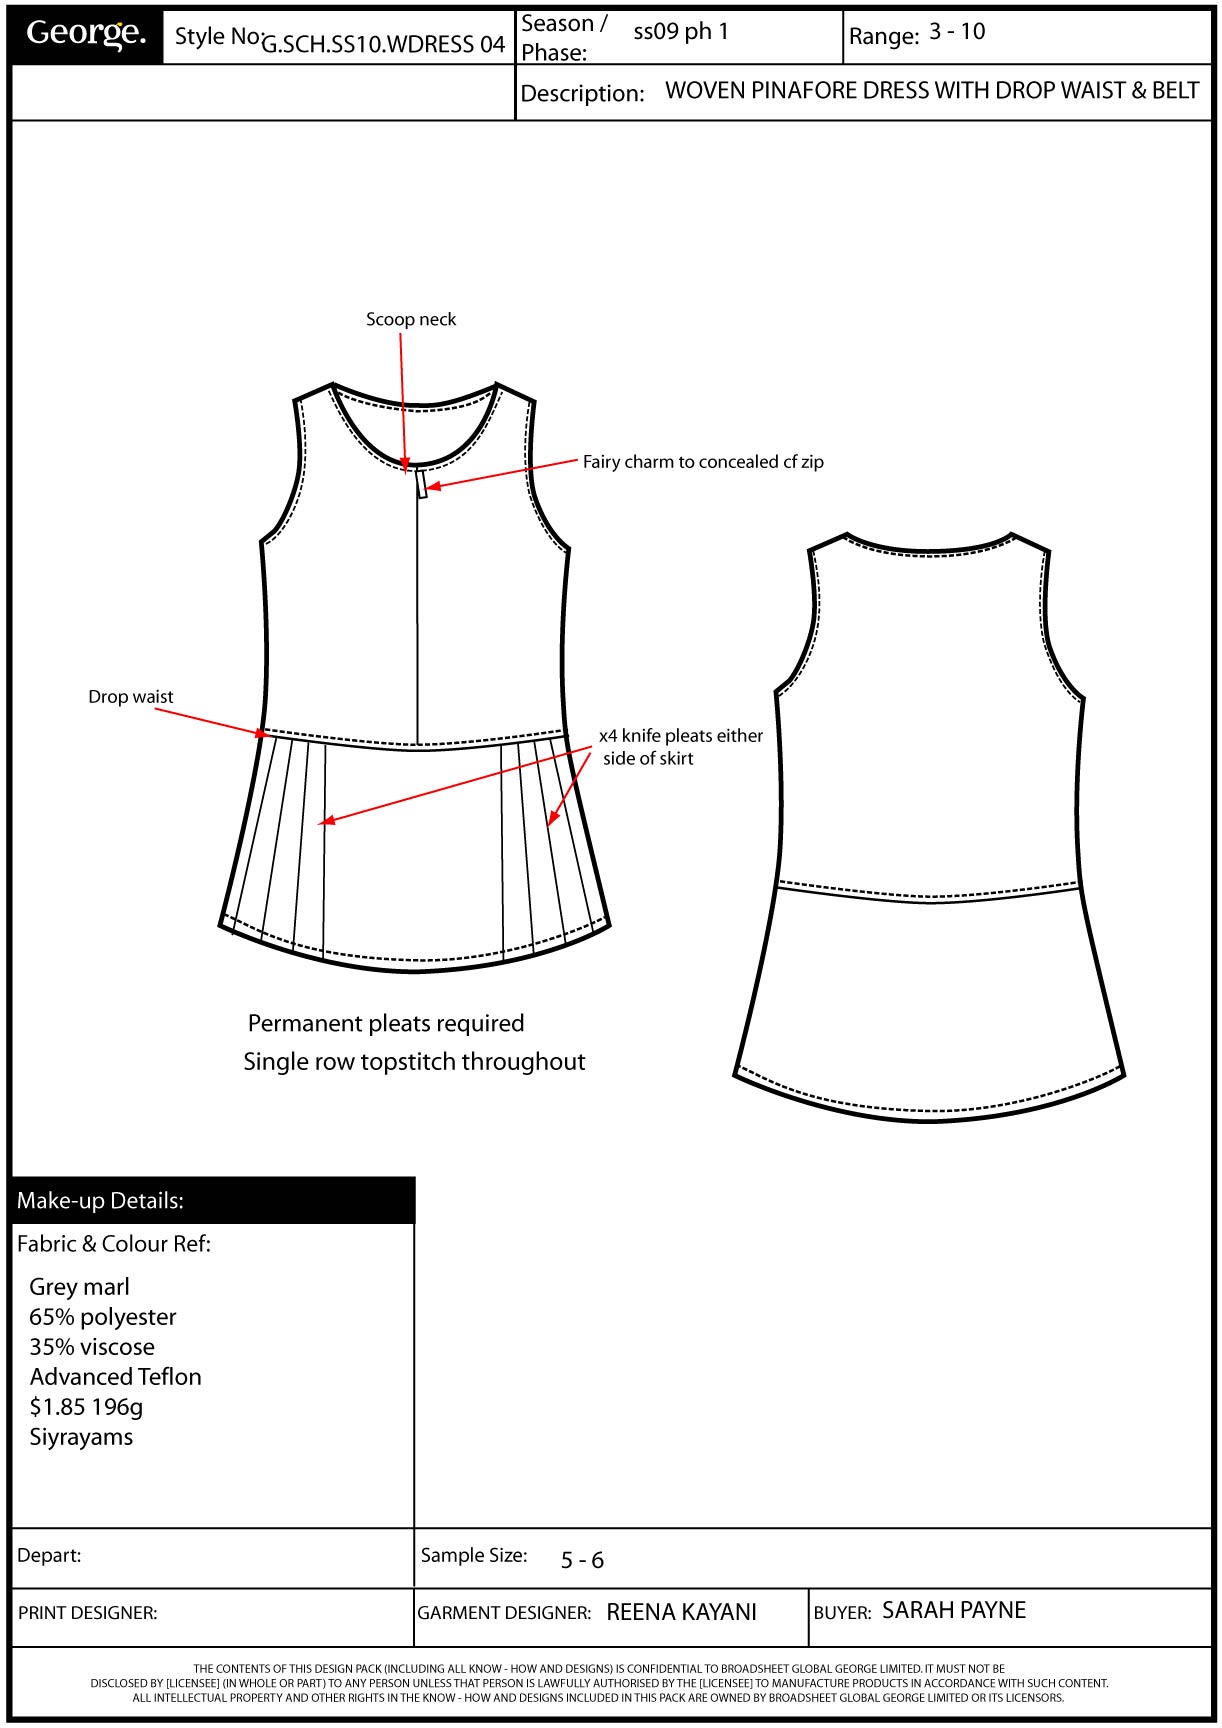 George.
Style No:
G.SCH.SS10.WDRESS 04
Season /
Phase:
ss09 ph 1
Range: 3 - 10
Description: WOVEN PINAFORE DRESS WITH DROP WAIST & BELT
Scoop neck
Fairy charm to concealed cf zip
Drop waist
x4 knife pleats either
side of skirt
Permanent pleats required
Single row topstitch throughout
Make-up Details:
Fabric & Colour Ref:
Grey marl
65% polyester
35% viscose
Advanced Teflon
$1.85 196g
Siyrayams
Depart:
Sample Size: 5 - 6
PRINT DESIGNER:
GARMENT DESIGNER: REENA KAYANI
BUYER: SARAH PAYNE
THE CONTENTS OF THIS DESIGN PACK (INCLUDING ALL KNOW - HOW AND DESIGNS) IS CONFIDENTIAL TO BROADSHEET GLOBAL GEORGE LIMITED. IT MUST NOT BE
DISCLOSED BY [LICENSEE] (IN WHOLE OR PART) TO ANY PERSON UNLESS THAT PERSON IS LAWFULLY AUTHORISED BY THE [LICENSEE] TO MANUFACTURE PRODUCTS IN ACCORDANCE WITH SUCH CONTENT.
ALL INTELLECTUAL PROPERTY AND OTHER RIGHTS IN THE KNOW - HOW AND DESIGNS INCLUDED IN THIS PACK ARE OWNED BY BROADSHEET GLOBAL GEORGE LIMITED OR ITS LICENSORS.